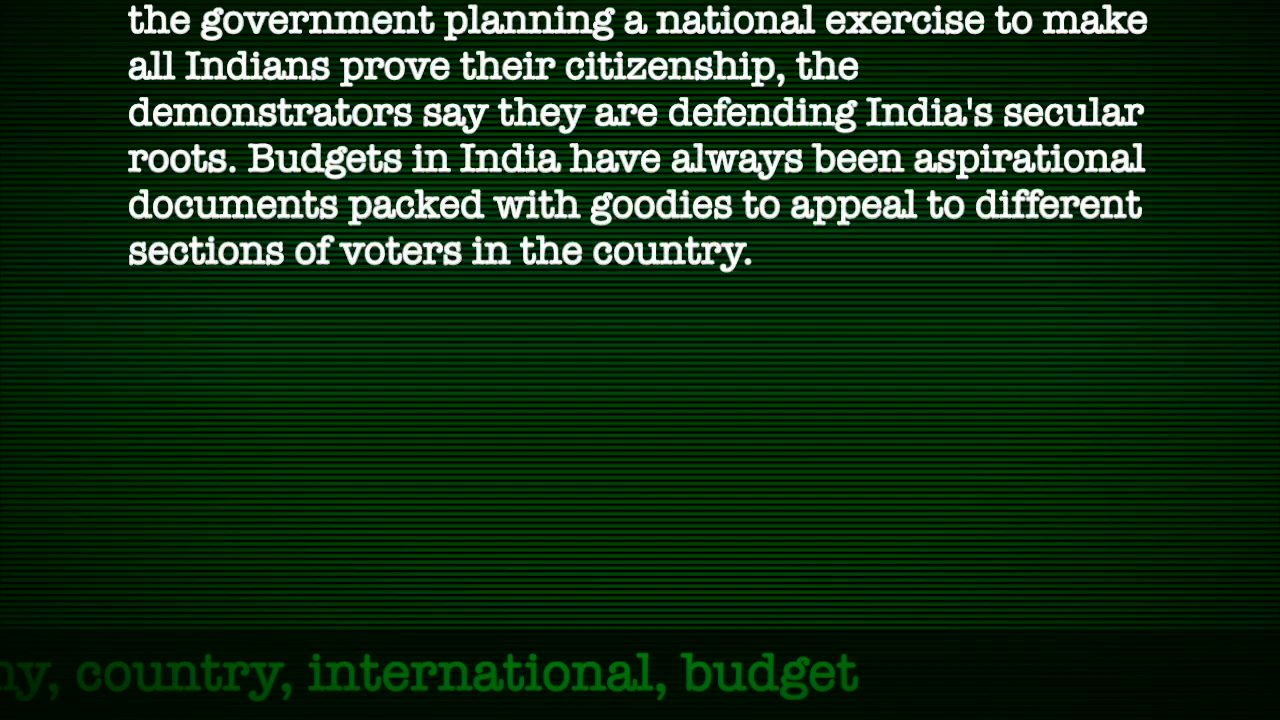 the government planning a national exercise to make
all Indians prove their citizenship, the
demonstrators say they are defending India's secular
roots. Budgets in India have always been aspirational
documents packed with goodies to appeal to different
sections of voters in the country.
country, international, budget